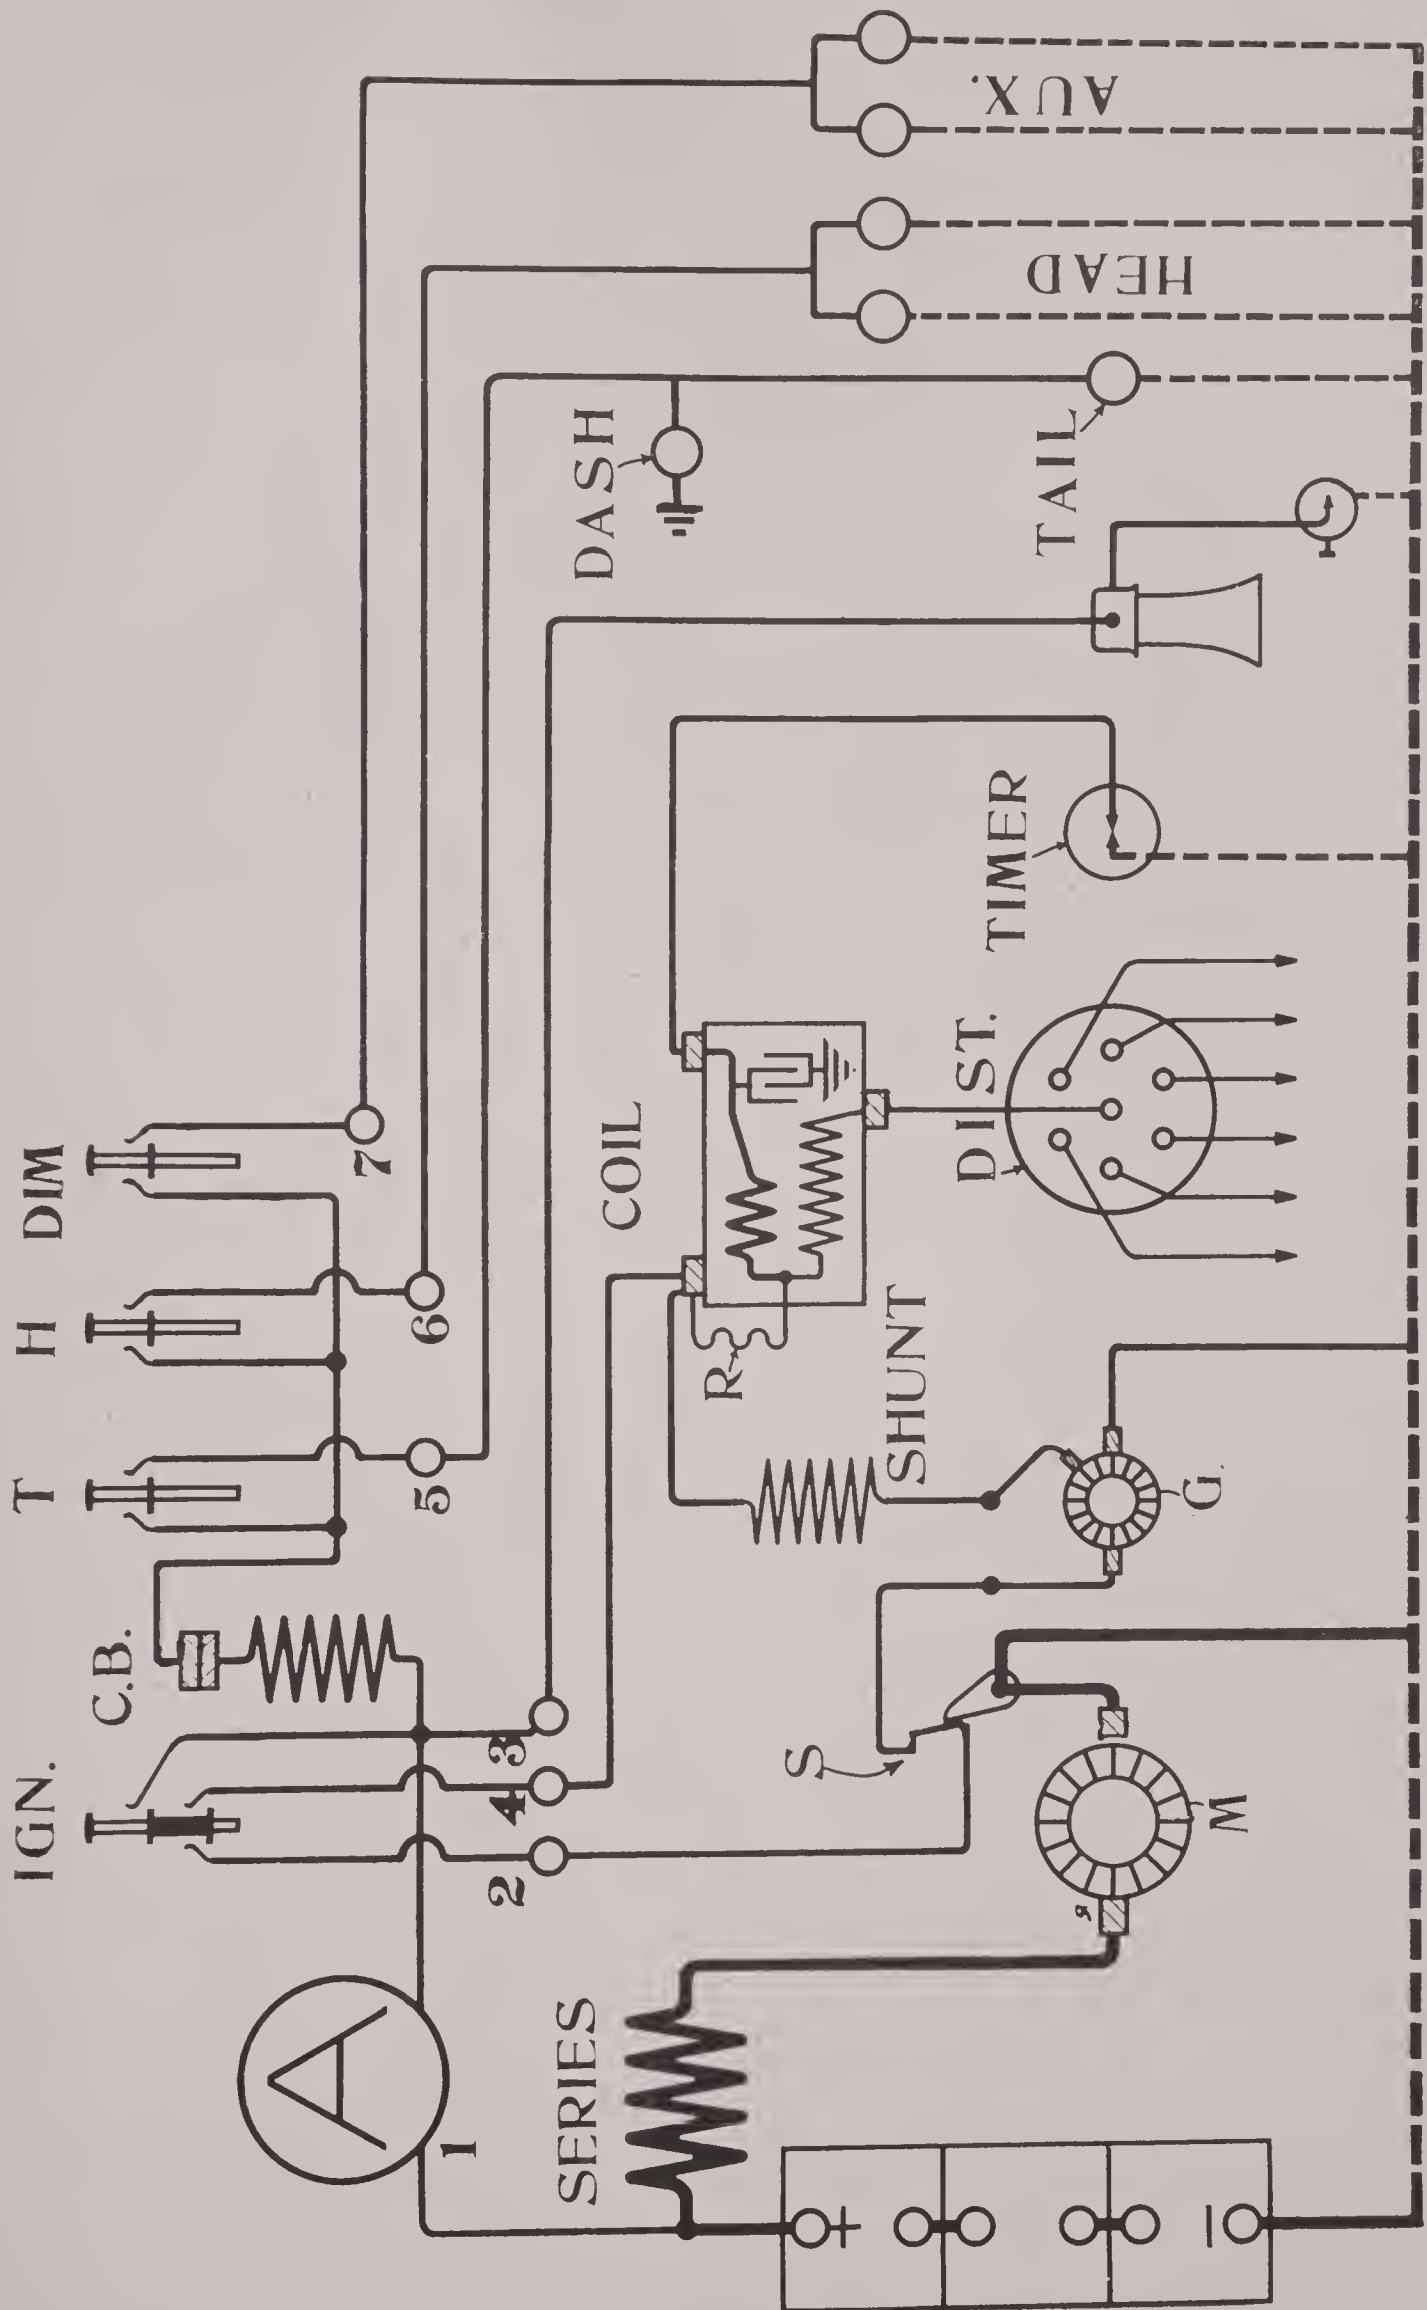 IGN.
C.B.
T
H
DIM
A
1
2
4
3
5
6
7
SERIES
S
R
COIL
SHUNT
DASH
M
G.
DIST.
TIMER
TAIL
HEAD
AUX.
+
−
R